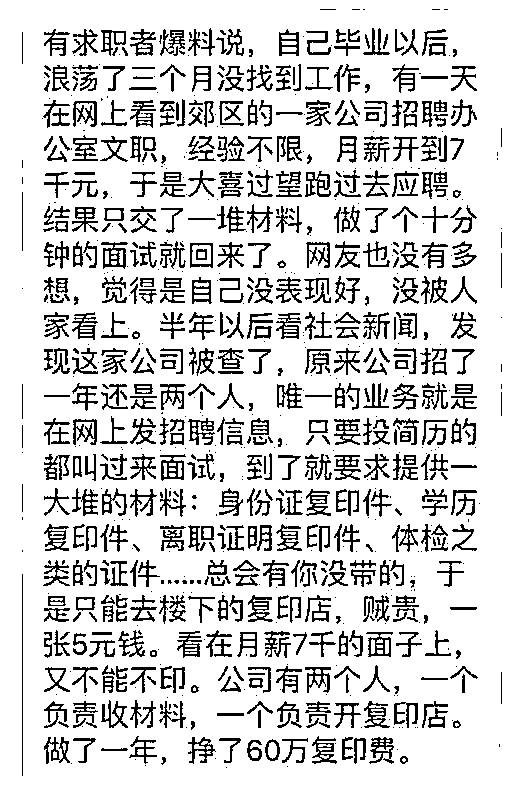 有求职者爆料说，自己毕业以后，
浪荡了三个月没找到工作，有一天
在网上看到郊区的一家公司招聘办
公室文职，经验不限，月薪开到7
千元，于是大喜过望跑过去应聘。
结果只交了一堆材料，做了个十分
钟的面试就回来了。网友也没有多
想，觉得是自己没表现好，没被人
家看上。半年以后看社会新闻，发
现这家公司被查了，原来公司招了
一年还是两个人，唯一的业务就是
在网上发招聘信息，只要投简历的
都叫过来面试，到了就要求提供一
大堆的材料：身份证复印件、学历
复印件、离职证明复印件、体检之
类的证件......总会有你没带的，于
是只能去楼下的复印店，贼贵，一
张5元钱。看在月薪7千的面子上，
又不能不印。公司有两个人，一个
负责收材料，一个负责开复印店。
做了一年，挣了60万复印费。